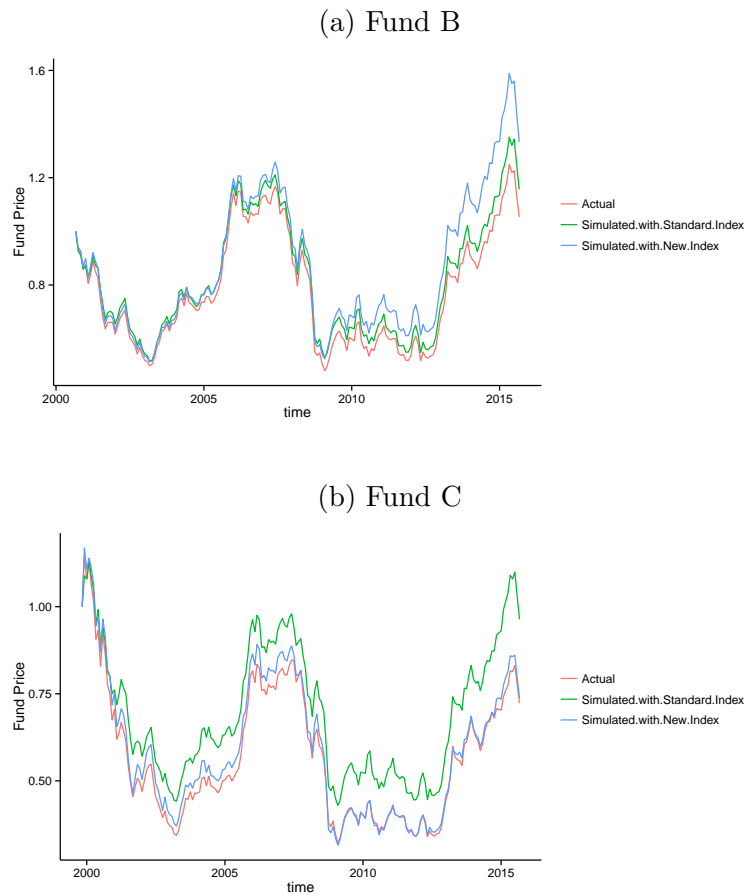 (a) Fund B
1.6
1.2
0.8
Fund Price
2000 2005 2010 2015
time
Actual
Simulated.with.Standard.Index
Simulated.with.New.Index
(b) Fund C
1.00
0.75
0.50
Fund Price
2000 2005 2010 2015
time
Actual
Simulated.with.Standard.Index
Simulated.with.New.Index